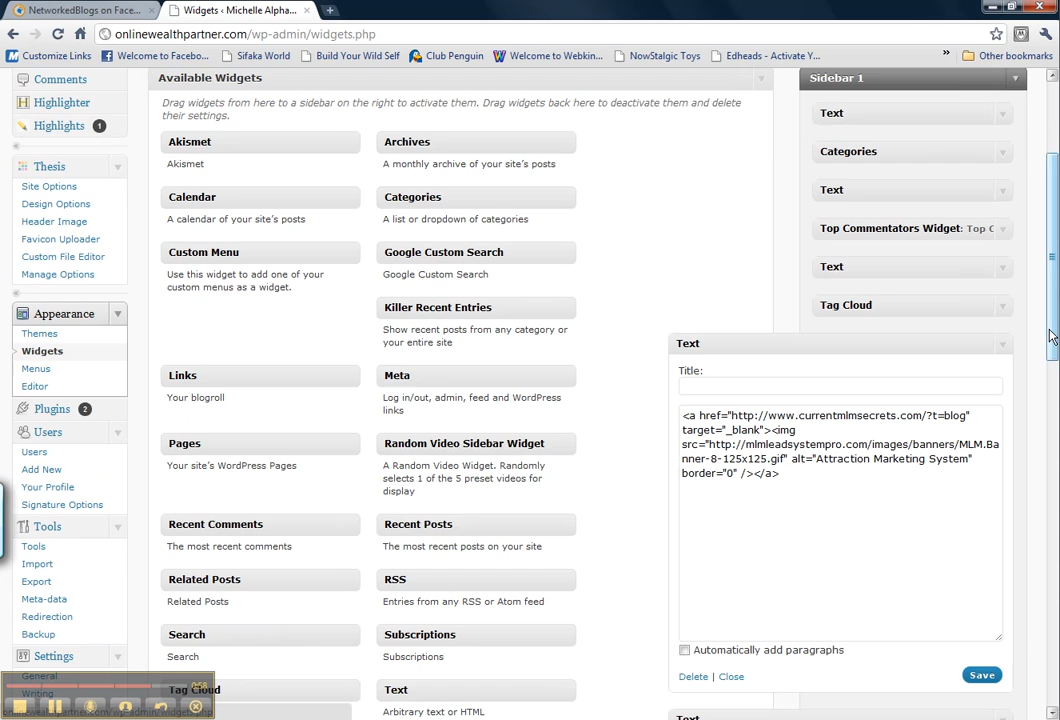 NetworkedBlogs on Face...
Widgets ‹ Michelle Alpha...
onlinewealthpartner.com/wp-admin/widgets.php
Customize Links
Welcome to Facebo...
Sifaka World
Build Your Wild Self
Club Penguin
Welcome to Webkin...
NowStalgic Toys
Edheads - Activate Y...
»
Other bookmarks
Comments
Highlighter
Highlights 1
Thesis
Site Options
Design Options
Header Image
Favicon Uploader
Custom File Editor
Manage Options
Appearance
Themes
Widgets
Menus
Editor
Plugins 2
Users
Users
Add New
Your Profile
Signature Options
Tools
Tools
Import
Export
Meta-data
Redirection
Backup
Settings
General
Writing
0:58
onlinewealthpartner.com/wp-admin/widgets.php
Available Widgets
Drag widgets from here to a sidebar on the right to activate them. Drag widgets back here to deactivate them and delete
their settings.
Akismet
Akismet
Archives
A monthly archive of your site's posts
Calendar
A calendar of your site's posts
Categories
A list or dropdown of categories
Custom Menu
Use this widget to add one of your
custom menus as a widget.
Google Custom Search
Google Custom Search
Killer Recent Entries
Show recent posts from any category or
your entire site
Links
Your blogroll
Meta
Log in/out, admin, feed and WordPress
links
Pages
Your site's WordPress Pages
Random Video Sidebar Widget
A Random Video Widget. Randomly
selects 1 of the 5 preset videos for
display
Recent Comments
The most recent comments
Recent Posts
The most recent posts on your site
Related Posts
Related Posts
RSS
Entries from any RSS or Atom feed
Search
Search
Subscriptions
Subscriptions
Tag Cloud
Text
Arbitrary text or HTML
Sidebar 1
Text
Categories
Text
Top Commentators Widget: Top C
Text
Tag Cloud
Text
Title:
<a href="http://www.currentmlmsecrets.com/?t=blog"
target="_blank"><img
src="http://mlmleadsystempro.com/images/banners/MLM.Ba
nner-8-125x125.gif" alt="Attraction Marketing System"
border="0" /></a>
Automatically add paragraphs
Delete | Close
Save
Text